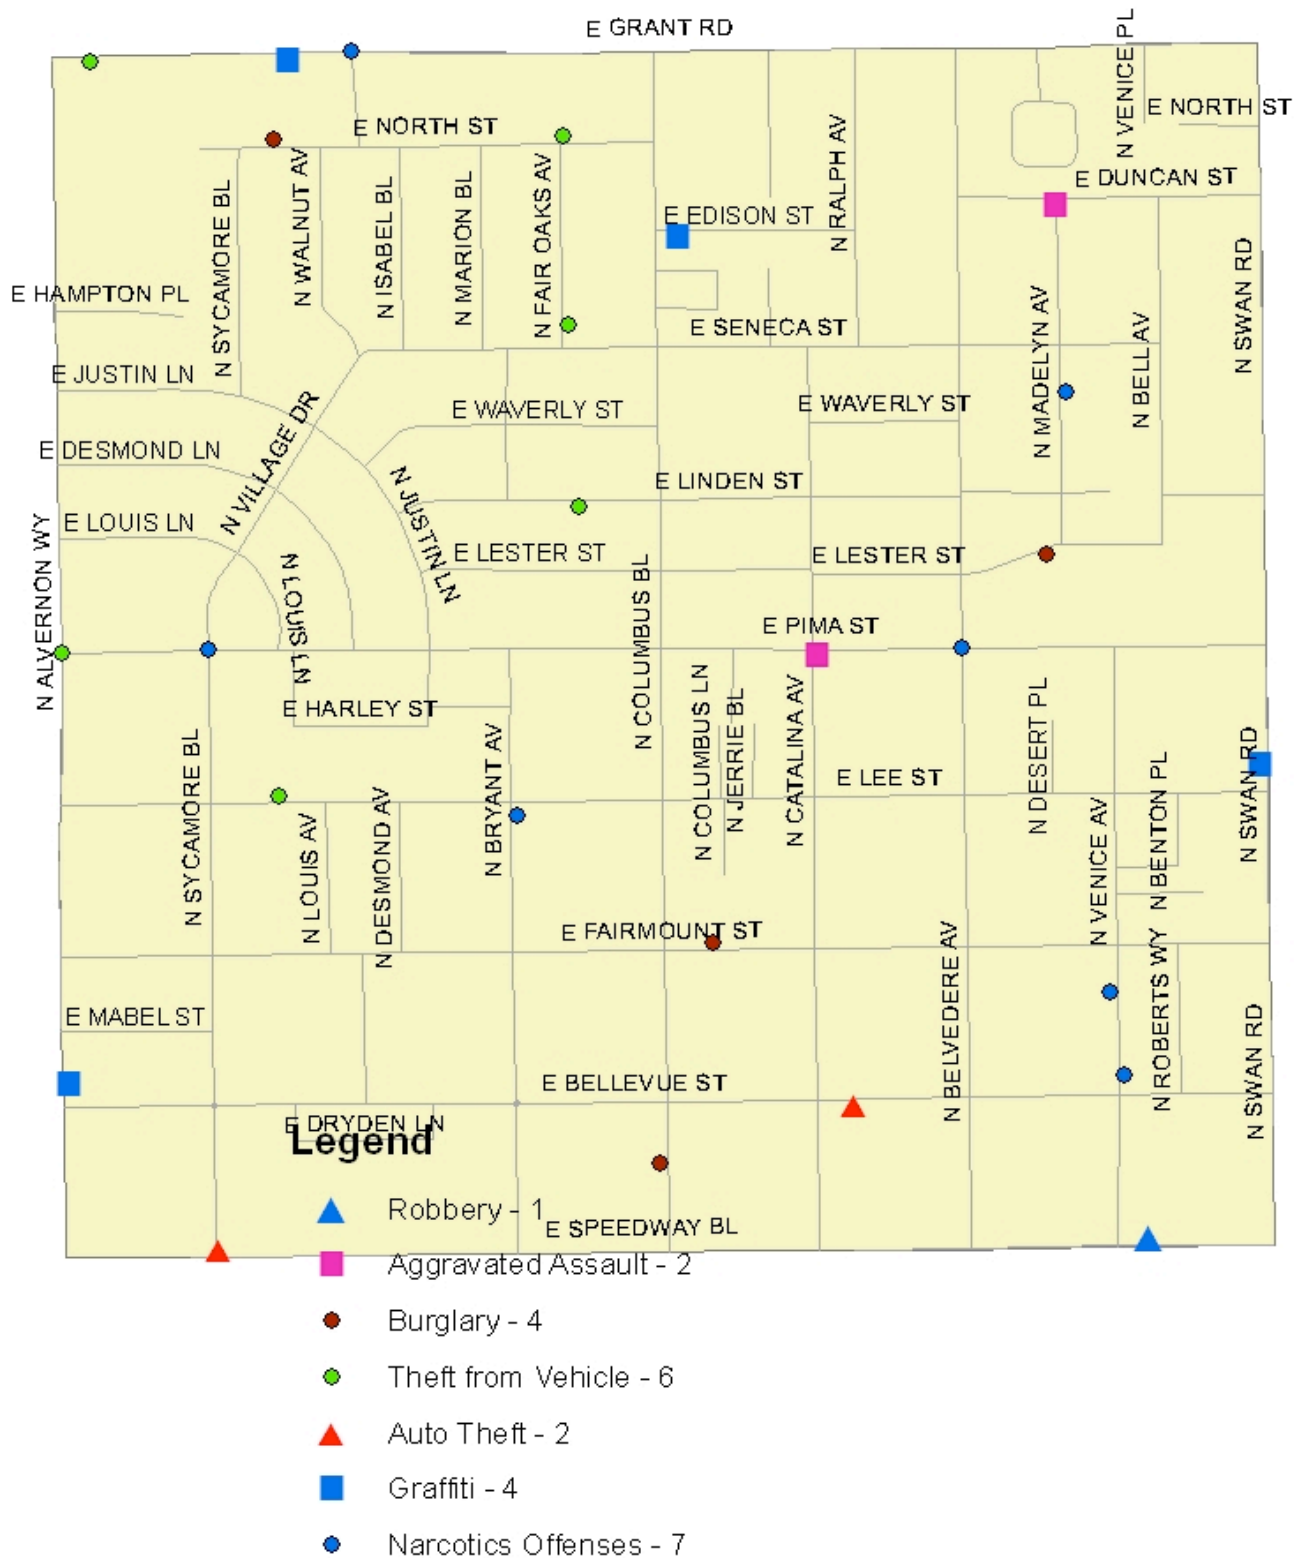 E GRANT RD
N VENICE PL
E NORTH ST
E NORTH ST
N RALPH AV
N WALNUT AV
N FAIR OAKS AV
N MARION BL
N ISABEL BL
N SYCAMORE BL
E DUNCAN ST
E EDISON ST
N SWAN RD
E HAMPTON PL
N MADELYN AV
N BELL AV
E SENECA ST
E JUSTIN LN
N VILLAGE DR
E WAVERLY ST
E WAVERLY ST
E DESMOND LN
N JUSTIN LN
E LINDEN ST
E LOUIS LN
N ALVERNON WY
N LOUIS LN
E LESTER ST
E LESTER ST
N COLUMBUS BL
E PIMA ST
E HARLEY ST
N COLUMBUS LN
N JERRIE BL
N CATALINA AV
N DESERT PL
N SYCAMORE BL
N BRYANT AV
E LEE ST
N SWAN RD
N BENTON PL
N LOUIS AV
N DESMOND AV
N VENICE AV
E FAIRMOUNT ST
N BELVEDERE AV
N ROBERTS WY
E MABEL ST
N SWAN RD
E BELLEVUE ST
E DRYDEN LN
Legend
Robbery - 1
E SPEEDWAY BL
Aggravated Assault - 2
Burglary - 4
Theft from Vehicle - 6
Auto Theft - 2
Graffiti - 4
Narcotics Offenses - 7